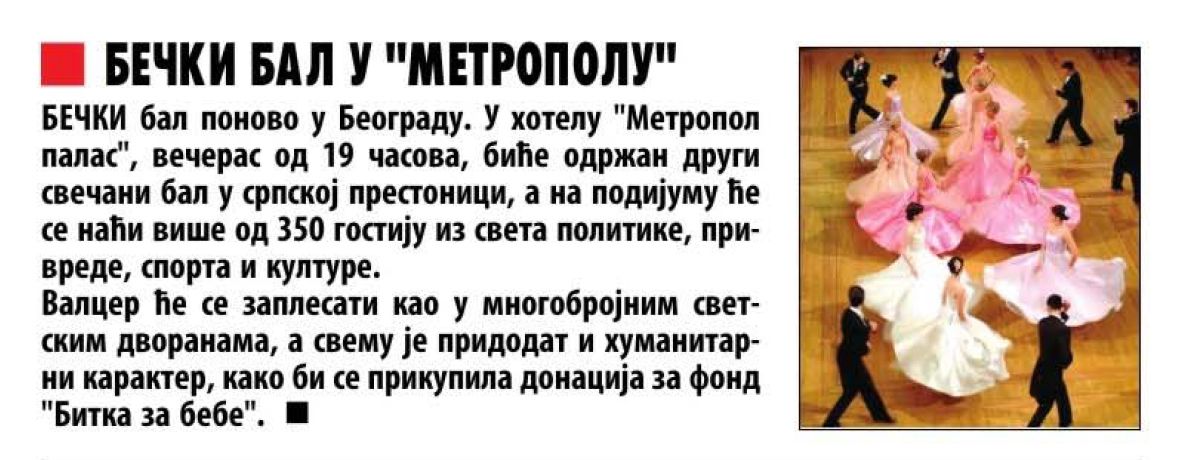 БЕЧКИ БАЛ У "МЕТРОПОЛУ"
БЕЧКИ бал поново у Београду. У хотелу "Метропол
палас", вечерас од 19 часова, биће одржан други
свечани бал у српској престоници, а на подијуму ће
се наћи више од 350 гостију из света политике, при-
вреде, спорта и културе.
Валцер ће се заплесати као у многобројним свет-
ским дворанама, а свему је придодат и хуманитар-
ни карактер, како би се прикупила донација за фонд
"Битка за бебе".